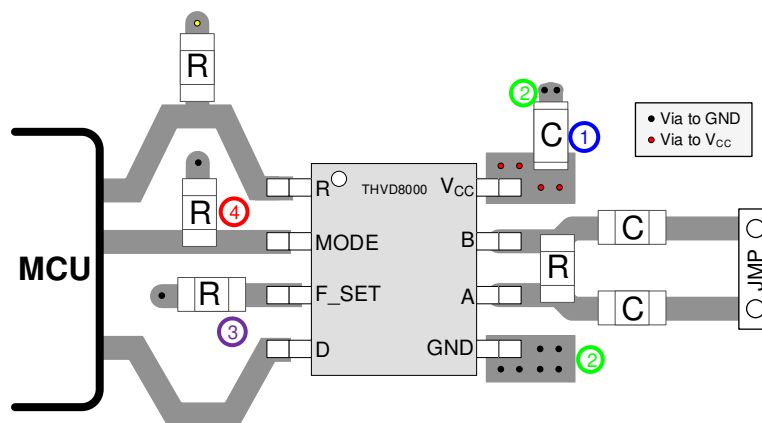 R
2
C
1
Via to GND
Via to VCC
R
THVD8000
VCC
R
4
MODE
B
C
MCU
R
JMP
R
F_SET
A
C
3
D
GND
2